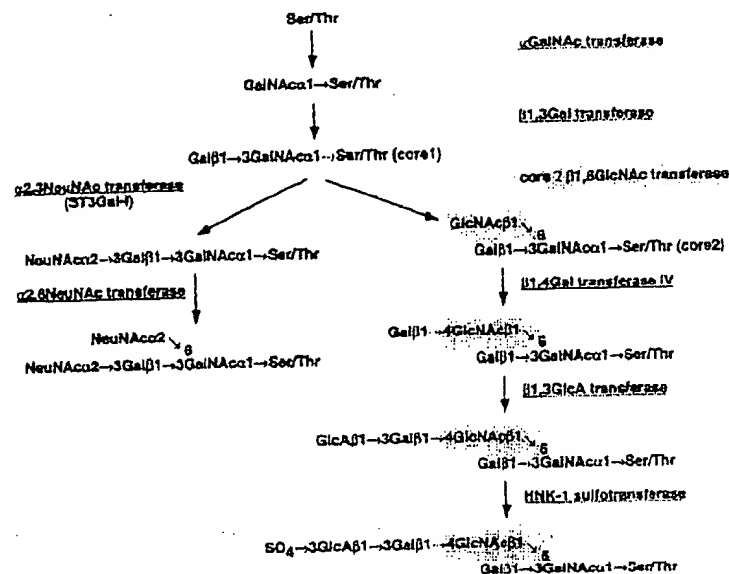 Ser/Thr
αGalNAc transferase
GalNAcα1→Ser/Thr
β1,3Gal transferase
Galβ1→3GalNAcα1→Ser/Thr (core1)
α2,3NeuNAc transferase
(ST3Gal-I)
core 2 β1,6GlcNAc transferase
GlcNAcβ1↘6
NeuNAcα2→3Galβ1→3GalNAcα1→Ser/Thr
Galβ1→3GalNAcα1→Ser/Thr (core2)
α2,6NeuNAc transferase
β1,4Gal transferase IV
NeuNAcα2↘6
Galβ1→4GlcNAcβ1↘6
NeuNAcα2→3Galβ1→3GalNAcα1→Ser/Thr
Galβ1→3GalNAcα1→Ser/Thr
β1,3GlcA transferase
GlcAβ1→3Galβ1→4GlcNAcβ1↘6
Galβ1→3GalNAcα1→Ser/Thr
HNK-1 sulfotransferase
SO4→3GlcAβ1→3Galβ1→4GlcNAcβ1↘6
Galβ1→3GalNAcα1→Ser/Thr